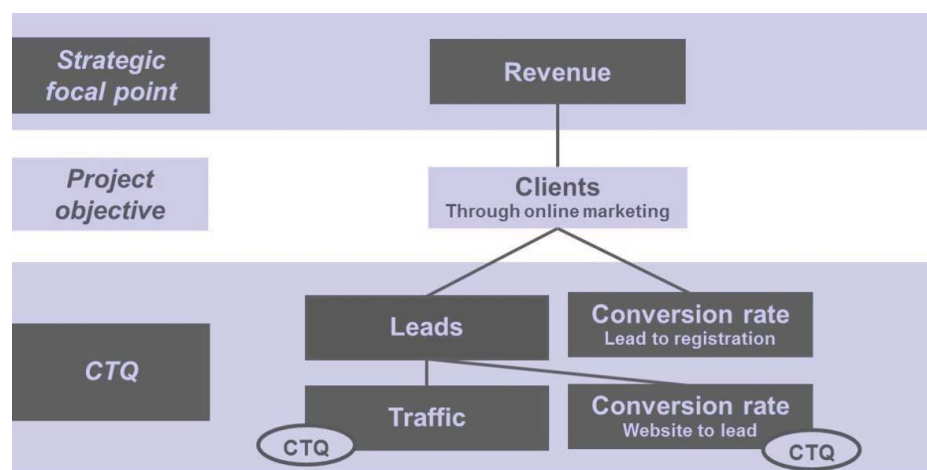 Strategic
focal point
Revenue
Project
objective
Clients
Through online marketing
CTQ
Leads
Conversion rate
Lead to registration
Traffic
CTQ
Conversion rate
Website to lead
CTQ